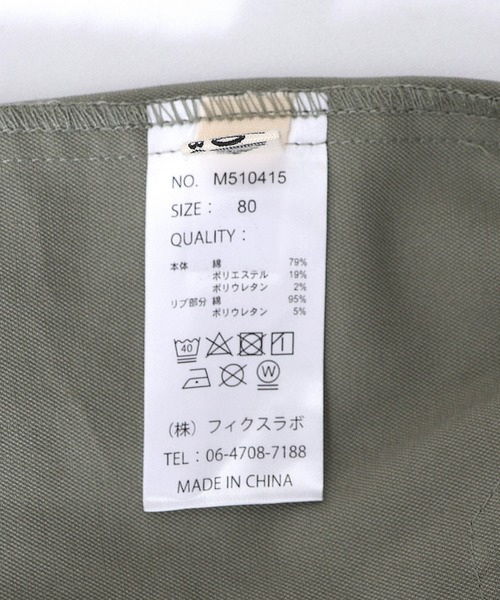 NO. M510415
SIZE： 80
QUALITY：
本体 綿 79%
ポリエステル 19%
ポリウレタン 2%
リブ部分 綿 95%
ポリウレタン 5%
40
W
（株）フィクスラボ
TEL：06-4708-7188
MADE IN CHINA